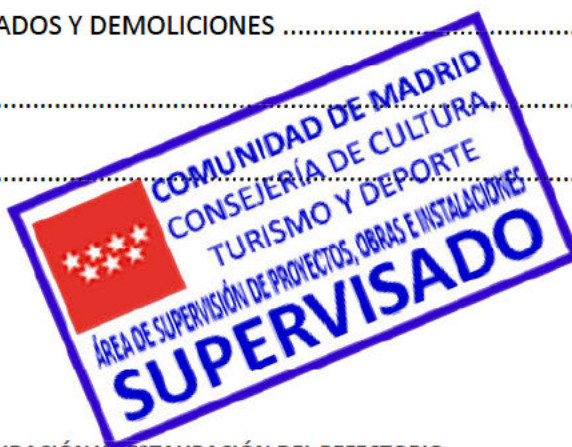 ADOS Y DEMOLICIONES ........................................
COMUNIDAD DE MADRID
CONSEJERÍA DE CULTURA,
TURISMO Y DEPORTE
ÁREA DE SUPERVISIÓN DE PROYECTOS, OBRAS E INSTALACIONES
SUPERVISADO